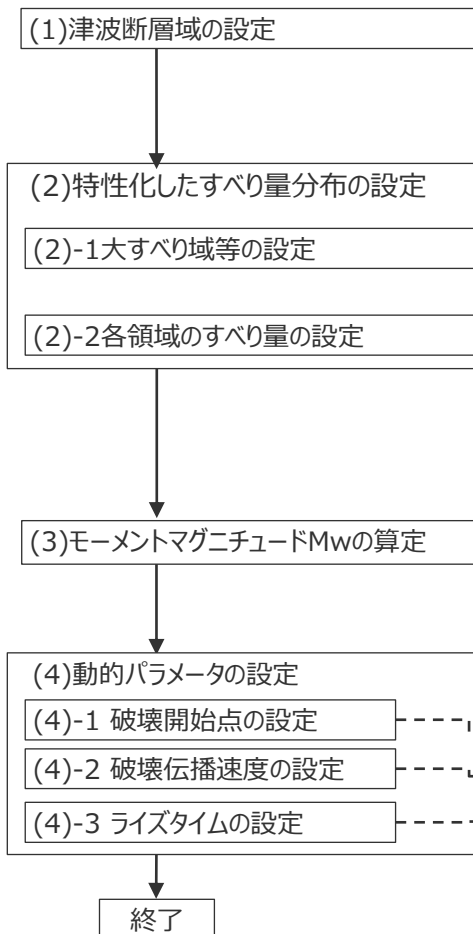 (1)津波断層域の設定
(2)特性化したすべり量分布の設定
(2)-1大すべり域等の設定
(2)-2各領域のすべり量の設定
(3)モーメントマグニチュードMwの算定
(4)動的パラメータの設定
(4)-1 破壊開始点の設定
(4)-2 破壊伝播速度の設定
(4)-3 ライズタイムの設定
終了